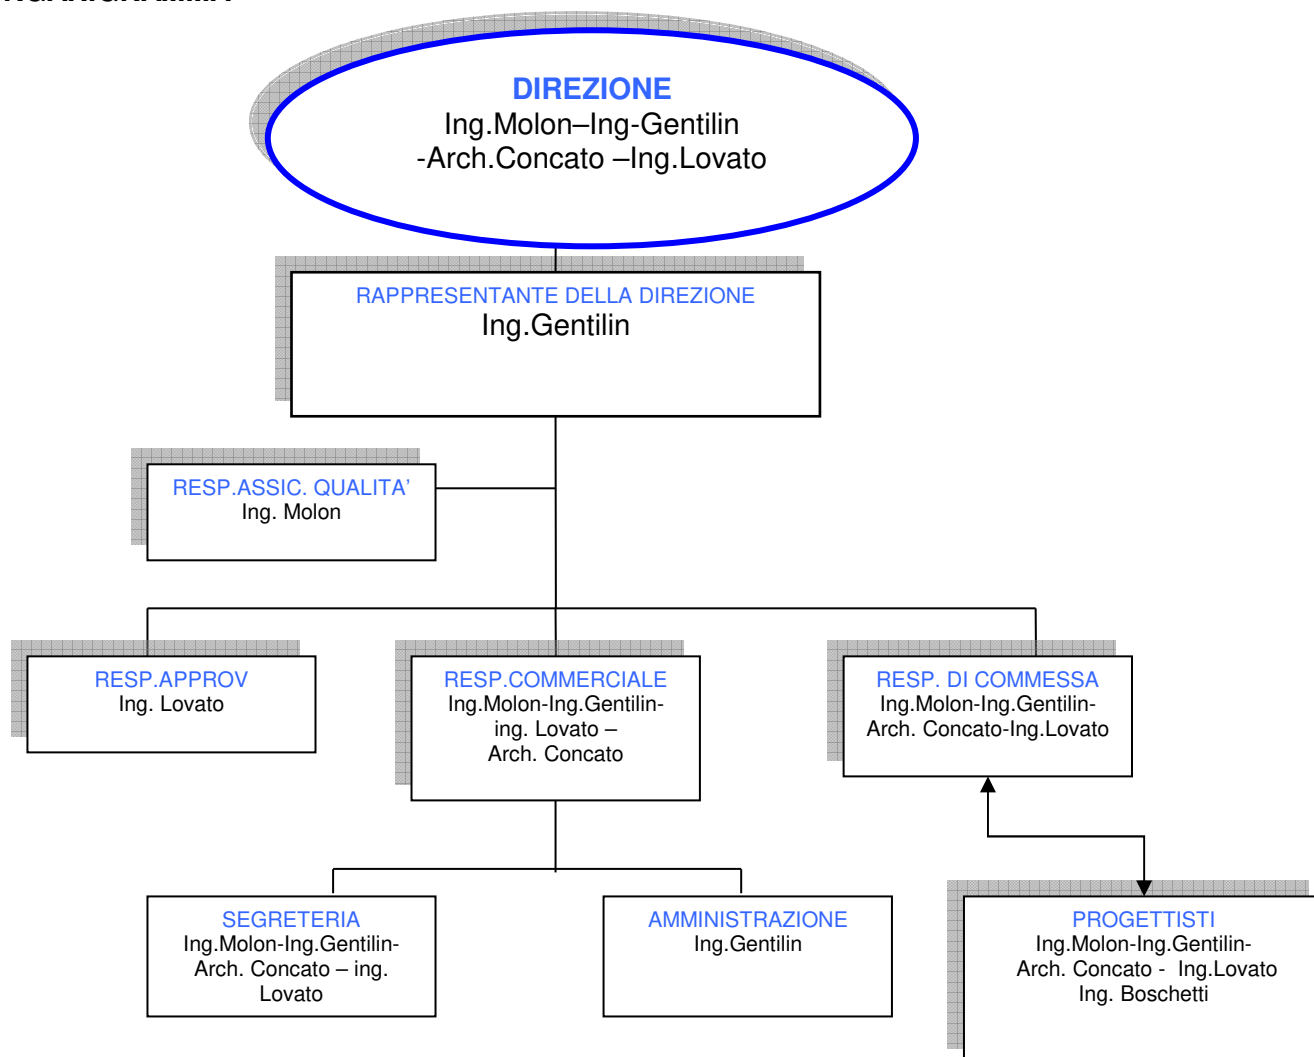 DIREZIONE
Ing.Molon–Ing-Gentilin
-Arch.Concato –Ing.Lovato
RAPPRESENTANTE DELLA DIREZIONE
Ing.Gentilin
RESP.ASSIC. QUALITA’
Ing. Molon
RESP.APPROV
Ing. Lovato
RESP.COMMERCIALE
Ing.Molon-Ing.Gentilin-
ing. Lovato –
Arch. Concato
RESP. DI COMMESSA
Ing.Molon-Ing.Gentilin-
Arch. Concato-Ing.Lovato
SEGRETERIA
Ing.Molon-Ing.Gentilin-
Arch. Concato – ing.
Lovato
AMMINISTRAZIONE
Ing.Gentilin
PROGETTISTI
Ing.Molon-Ing.Gentilin-
Arch. Concato - Ing.Lovato
Ing. Boschetti